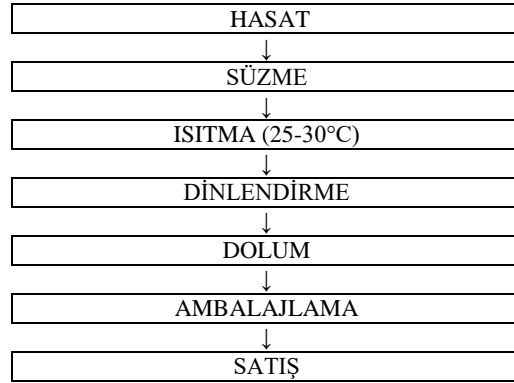 HASAT
↓
SÜZME
↓
ISITMA (25-30°C)
↓
DİNLENDİRME
↓
DOLUM
↓
AMBALAJLAMA
↓
SATIŞ